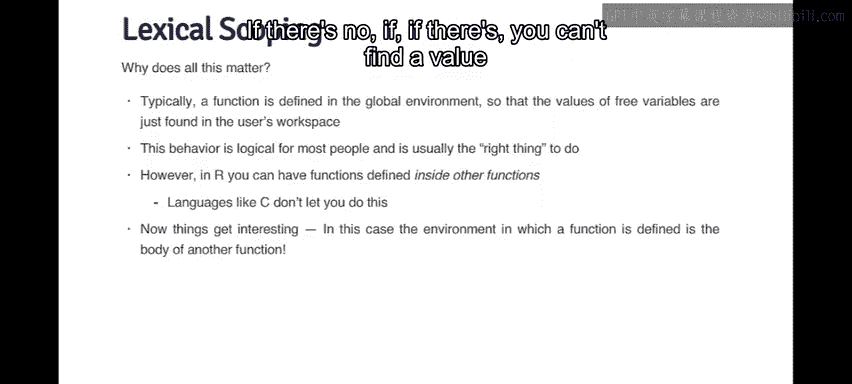 Lexical Scoping
If there's no, if, if there's, you can't
find a value
Why does all this matter?
· Typically, a function is defined in the global environment, so that the values of free variables are
just found in the user's workspace
· This behavior is logical for most people and is usually the “right thing” to do
· However, in R you can have functions defined inside other functions
- Languages like C don't let you do this
· Now things get interesting — In this case the environment in which a function is defined is the
body of another function!